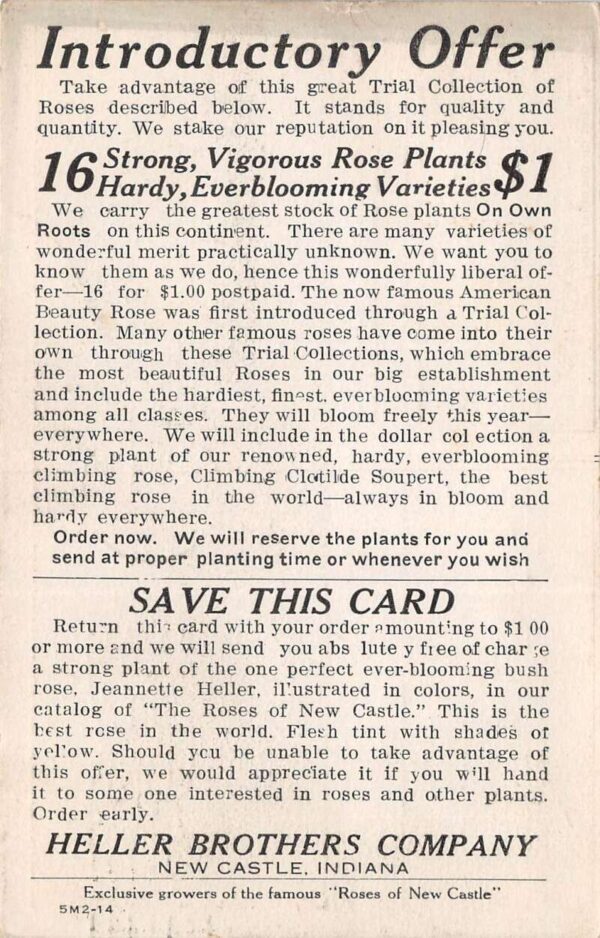 Introductory Offer
Take advantage of this great Trial Collection of
Roses described below. It stands for quality and
quantity. We stake our reputation on it pleasing you.
16 Strong, Vigorous Rose Plants $1
Hardy, Everblooming Varieties
We carry the greatest stock of Rose plants On Own
Roots on this continent. There are many varieties of
wonderful merit practically unknown. We want you to
know them as we do, hence this wonderfully liberal of-
fer—16 for $1.00 postpaid. The now famous American
Beauty Rose was first introduced through a Trial Col-
lection. Many other famous roses have come into their
own through these Trial Collections, which embrace
the most beautiful Roses in our big establishment
and include the hardiest, finest, everblooming varieties
among all classes. They will bloom freely this year—
everywhere. We will include in the dollar col ection a
strong plant of our renowned, hardy, everblooming
climbing rose, Climbing Clotilde Soupert, the best
climbing rose in the world—always in bloom and
hardy everywhere.
Order now. We will reserve the plants for you and
send at proper planting time or whenever you wish
SAVE THIS CARD
Return this card with your order amounting to $1 00
or more and we will send you abs lute y free of char e
a strong plant of the one perfect ever-blooming bush
rose, Jeannette Heller, illustrated in colors, in our
catalog of "The Roses of New Castle." This is the
best rose in the world. Flesh tint with shades of
yellow. Should you be unable to take advantage of
this offer, we would appreciate it if you will hand
it to some one interested in roses and other plants.
Order early.
HELLER BROTHERS COMPANY
NEW CASTLE, INDIANA
Exclusive growers of the famous "Roses of New Castle"
5M2-14